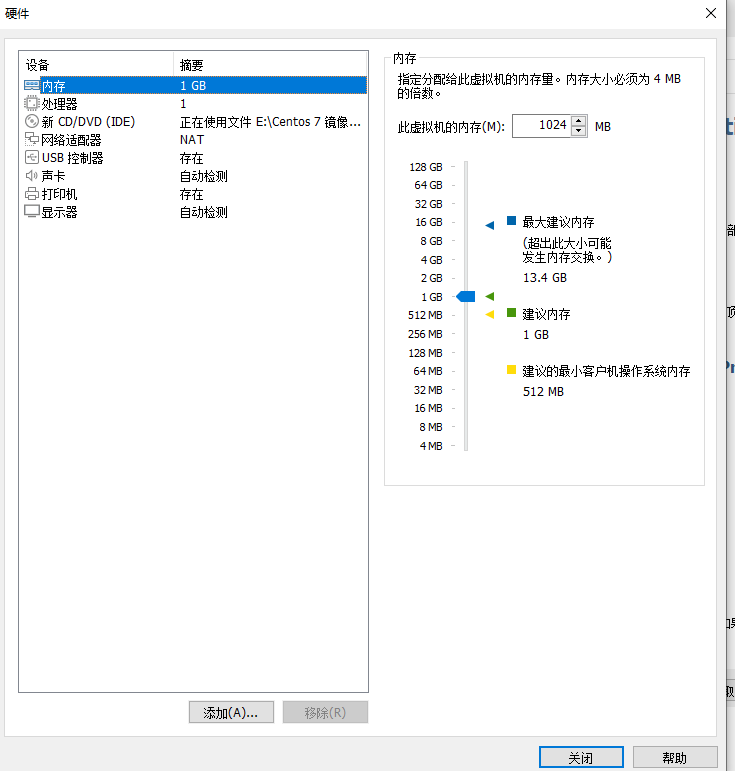 硬件
设备 摘要
内存 1 GB
处理器 1
新 CD/DVD (IDE) 正在使用文件 E:\Centos 7 镜像...
网络适配器 NAT
USB 控制器 存在
声卡 自动检测
打印机 存在
显示器 自动检测
添加(A)...
移除(R)
内存
指定分配给此虚拟机的内存量。内存大小必须为 4 MB
的倍数。
此虚拟机的内存(M): 1024 MB
128 GB
64 GB
32 GB
16 GB
8 GB
4 GB
2 GB
1 GB
512 MB
256 MB
128 MB
64 MB
32 MB
16 MB
8 MB
4 MB
最大建议内存
(超出此大小可能
发生内存交换。)
13.4 GB
建议内存
1 GB
建议的最小客户机操作系统内存
512 MB
关闭
帮助